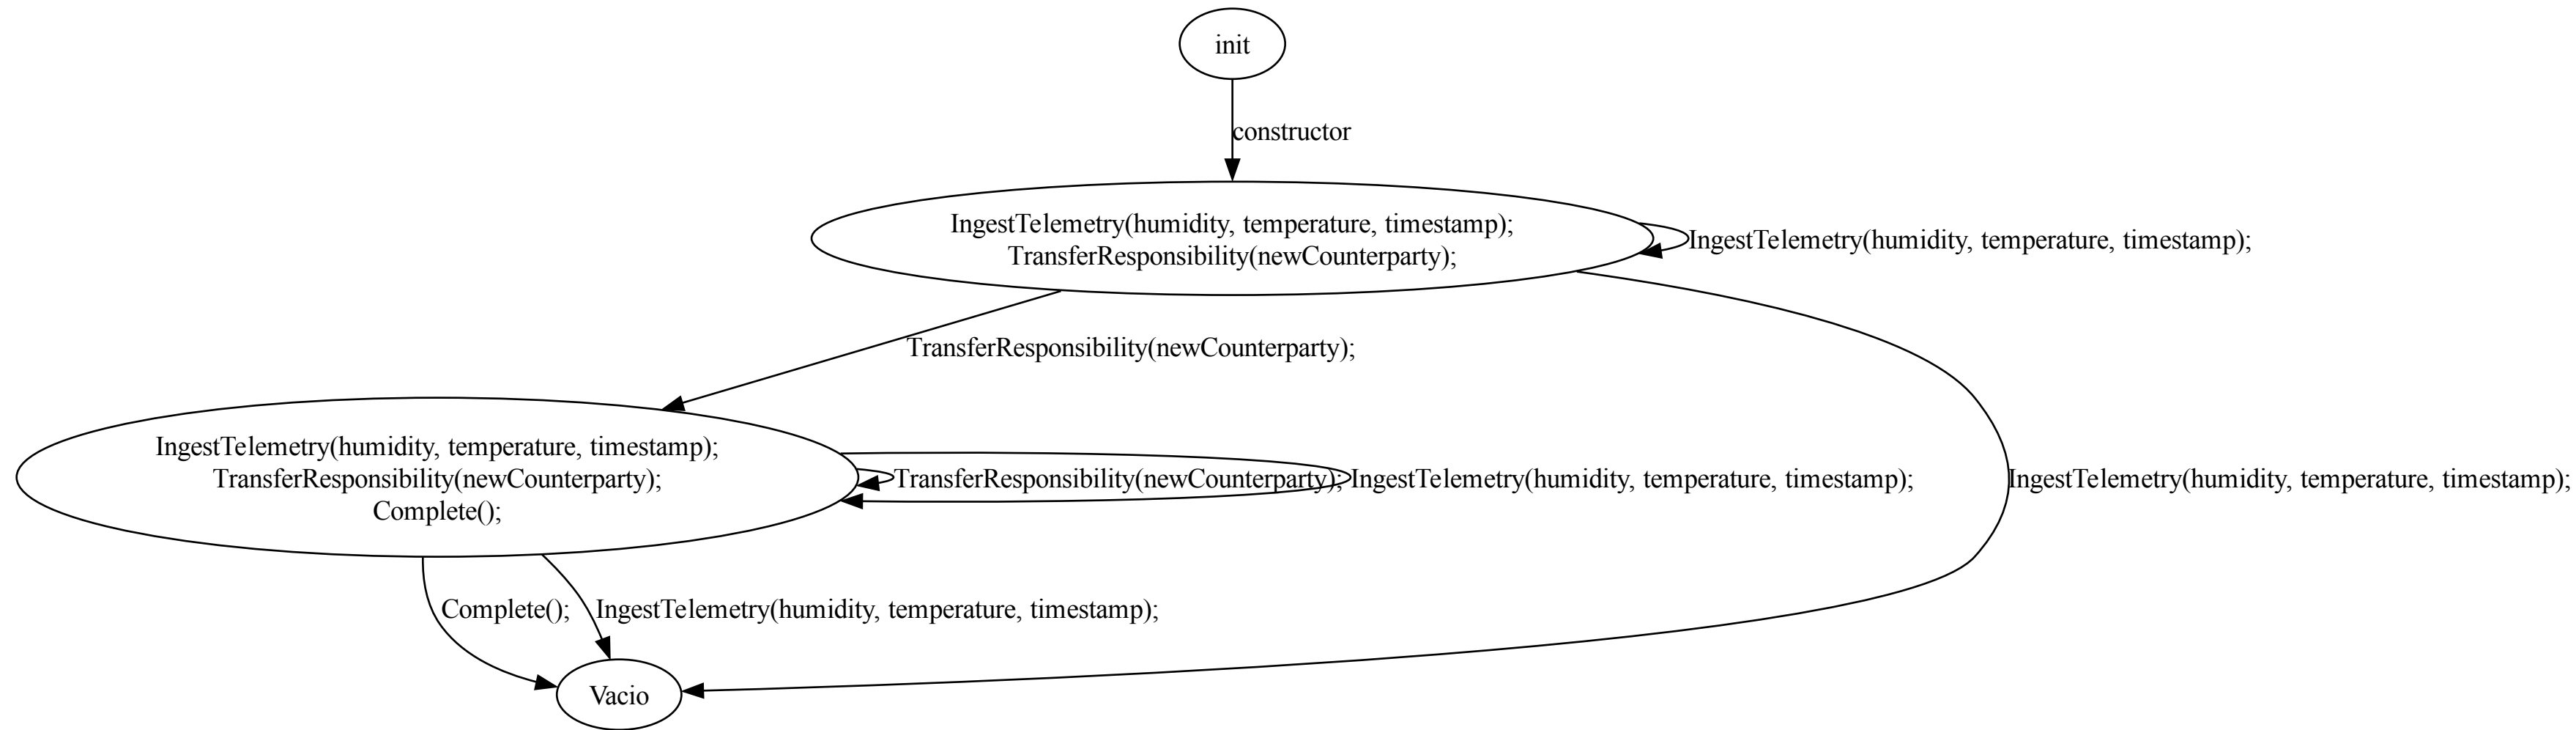 init
constructor
IngestTelemetry(humidity, temperature, timestamp);
TransferResponsibility(newCounterparty);
IngestTelemetry(humidity, temperature, timestamp);
TransferResponsibility(newCounterparty);
IngestTelemetry(humidity, temperature, timestamp);
TransferResponsibility(newCounterparty);
Complete();
TransferResponsibility(newCounterparty);
IngestTelemetry(humidity, temperature, timestamp);
IngestTelemetry(humidity, temperature, timestamp);
Complete();
IngestTelemetry(humidity, temperature, timestamp);
Vacio